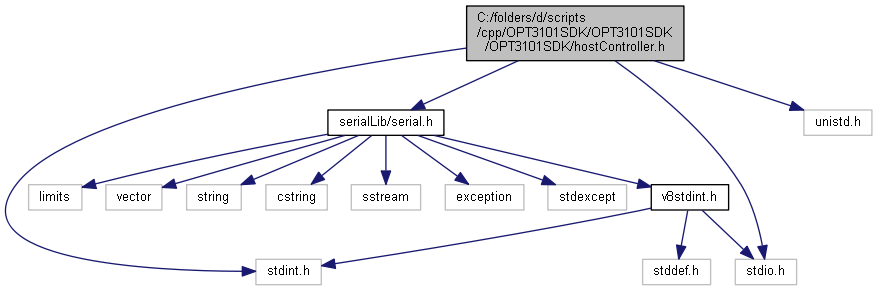 C:/folders/d/scripts
/cpp/OPT3101SDK/OPT3101SDK
/OPT3101SDK/hostController.h
serialLib/serial.h
unistd.h
limits
vector
string
cstring
sstream
exception
stdexcept
v8stdint.h
stdint.h
stddef.h
stdio.h